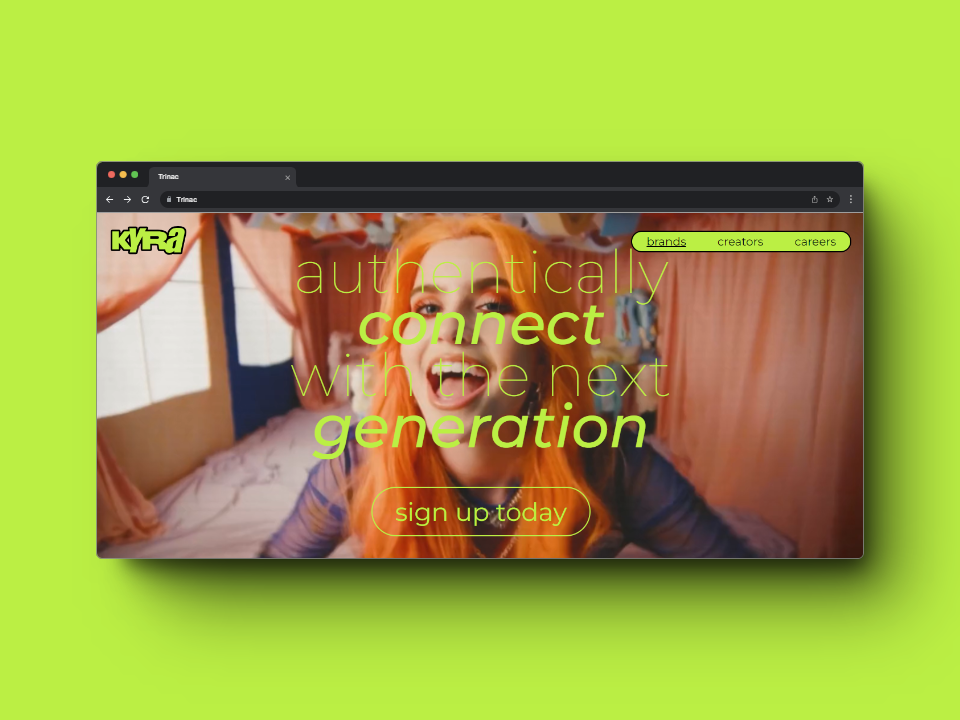 Trinac
Trinac
KYRA
brands creators careers
authentically
connect
with the next
generation
sign up today